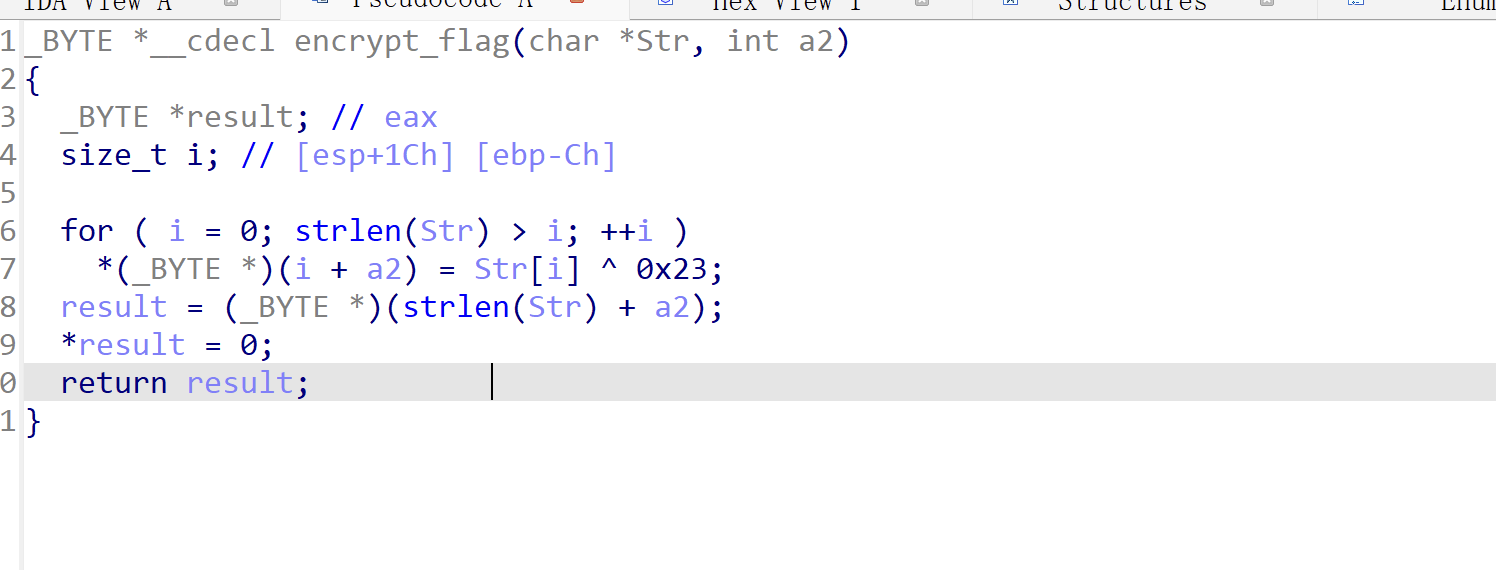 IDA View A Pseudocode A Hex View 1 Structures Enum
1 _BYTE *__cdecl encrypt_flag(char *Str, int a2)
2 {
3   _BYTE *result; // eax
4   size_t i; // [esp+1Ch] [ebp-Ch]
5
6   for ( i = 0; strlen(Str) > i; ++i )
7     *(_BYTE *)(i + a2) = Str[i] ^ 0x23;
8   result = (_BYTE *)(strlen(Str) + a2);
9   *result = 0;
0   return result;
1 }